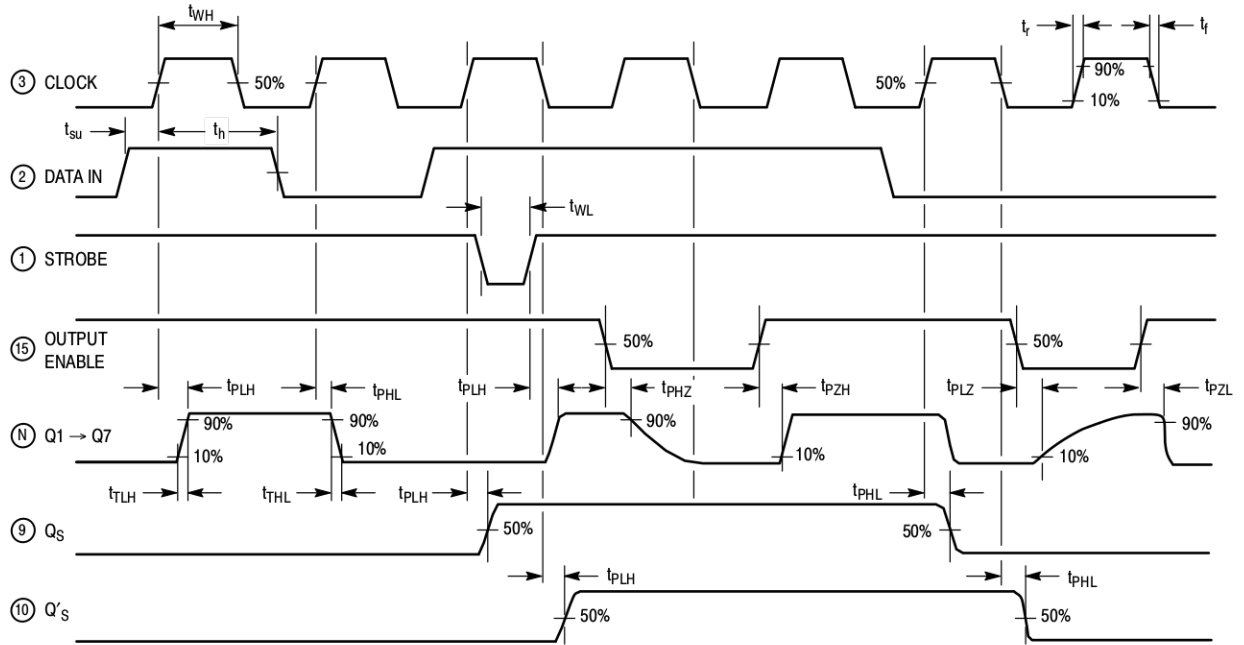 tWH
tr
tf
3 CLOCK
50%
50%
90%
10%
tsu
th
2 DATA IN
tWL
1 STROBE
15 OUTPUT
ENABLE
50%
50%
tPLH
tPHL
tPLH
tPHZ
tPZH
tPLZ
tPZL
N Q1 → Q7
90%
90%
90%
90%
10%
10%
10%
10%
tTLH
tTHL
tPLH
tPHL
9 QS
50%
50%
tPLH
tPHL
10 Q′S
50%
50%